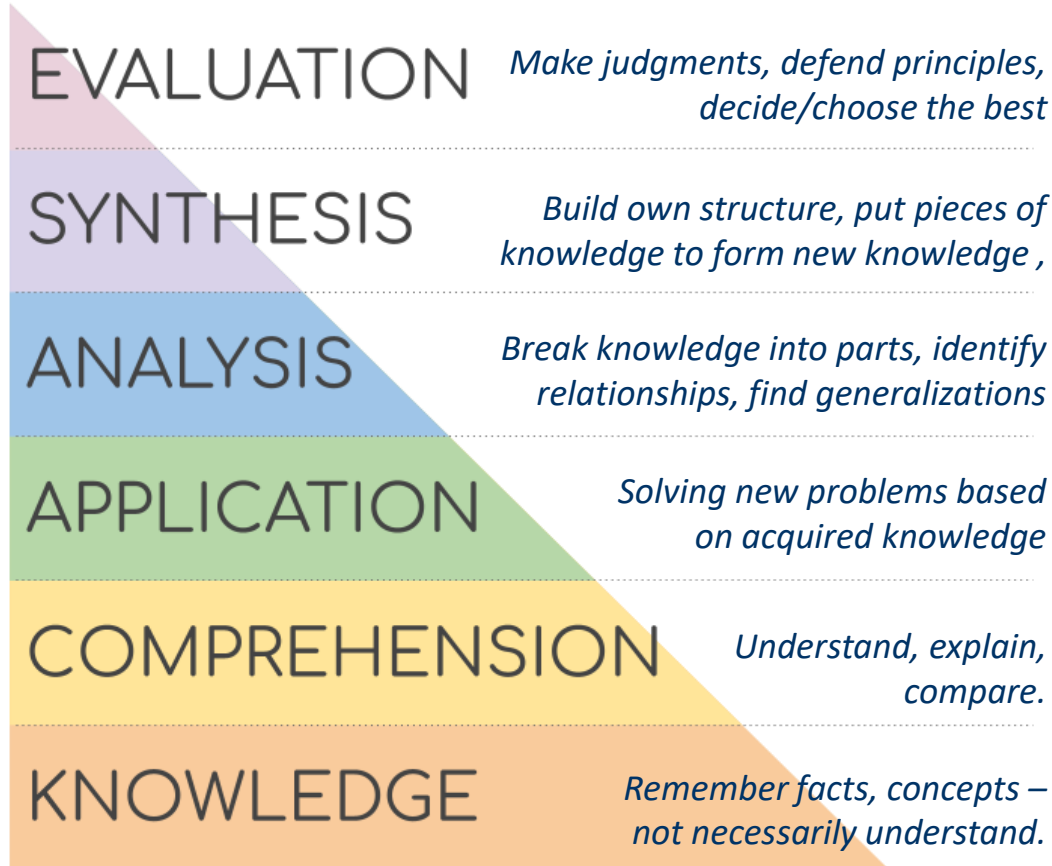 EVALUATION
Make judgments, defend principles,
decide/choose the best
SYNTHESIS
Build own structure, put pieces of
knowledge to form new knowledge ,
ANALYSIS
Break knowledge into parts, identify
relationships, find generalizations
APPLICATION
Solving new problems based
on acquired knowledge
COMPREHENSION
Understand, explain,
compare.
KNOWLEDGE
Remember facts, concepts –
not necessarily understand.